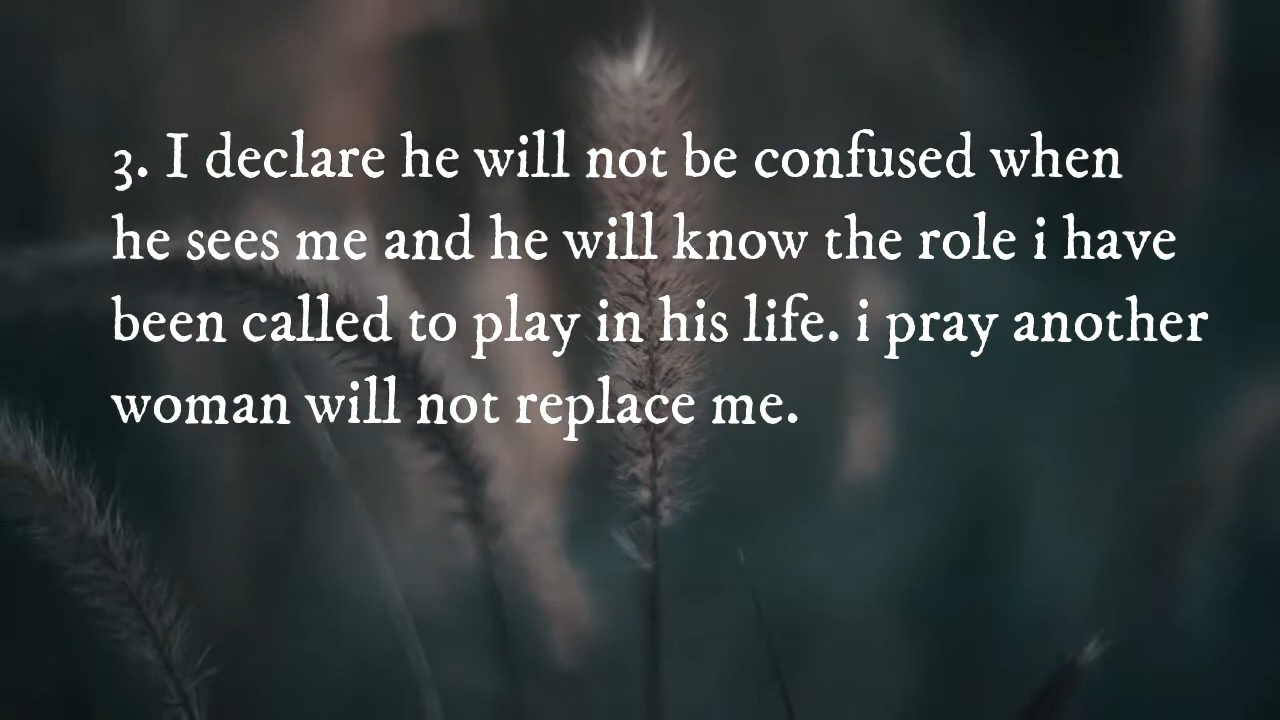 3. I declare he will not be confused when
he sees me and he will know the role i have
been called to play in his life. i pray another
woman will not replace me.